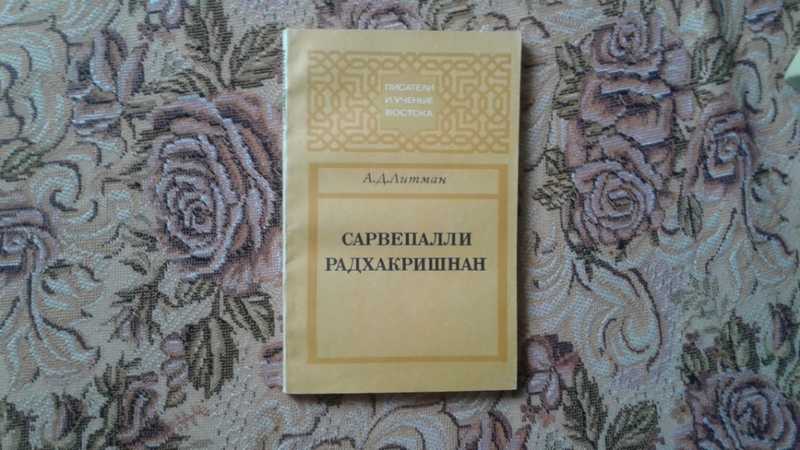 ПИСАТЕЛИ
И УЧЕНЫЕ
ВОСТОКА
А.Д.Литман
САРВЕПАЛЛИ
РАДХАКРИШНАН